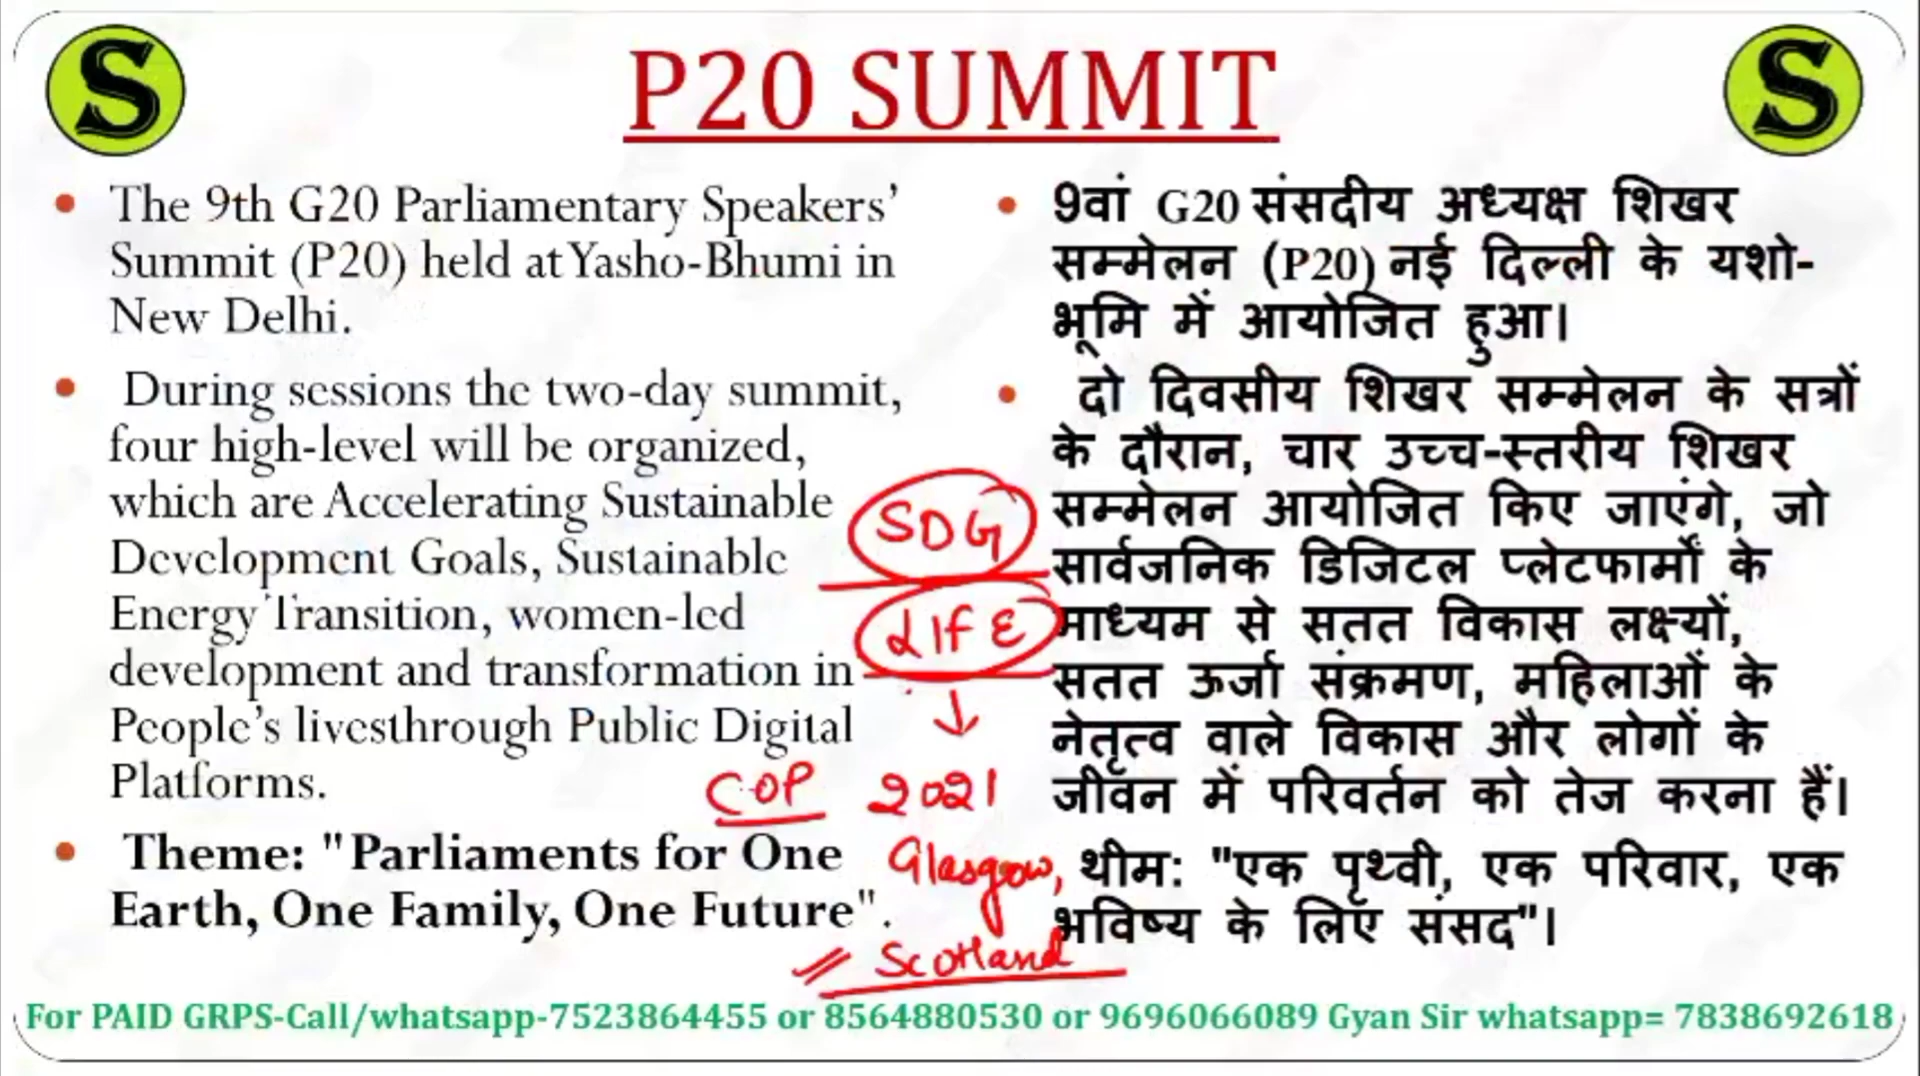 S
P20 SUMMIT
S
The 9th G20 Parliamentary Speakers’
Summit (P20) held at Yasho-Bhumi in
New Delhi.
During sessions the two-day summit,
four high-level will be organized,
which are Accelerating Sustainable
Development Goals, Sustainable
Energy Transition, women-led
development and transformation in
People’s livesthrough Public Digital
Platforms.
Theme: "Parliaments for One
Earth, One Family, One Future".
SDG
LIFE
COP 2021
Glasgow,
Scotland
9वां G20 संसदीय अध्यक्ष शिखर
सम्मेलन (P20) नई दिल्ली के यशो-
भूमि में आयोजित हुआ।
दो दिवसीय शिखर सम्मेलन के सत्रों
के दौरान, चार उच्च-स्तरीय शिखर
सम्मेलन आयोजित किए जाएंगे, जो
सार्वजनिक डिजिटल प्लेटफार्मों के
माध्यम से सतत विकास लक्ष्यों,
सतत ऊर्जा संक्रमण, महिलाओं के
नेतृत्व वाले विकास और लोगों के
जीवन में परिवर्तन को तेज करना हैं।
थीम: "एक पृथ्वी, एक परिवार, एक
भविष्य के लिए संसद"।
For PAID GRPS-Call/whatsapp-7523864455 or 8564880530 or 9696066089 Gyan Sir whatsapp= 7838692618